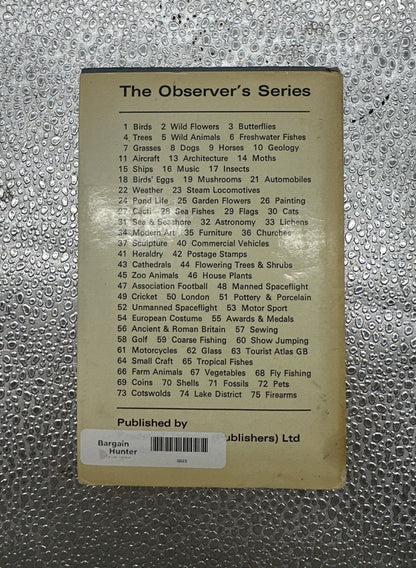 The Observer's Series
1 Birds 2 Wild Flowers 3 Butterflies
4 Trees 5 Wild Animals 6 Freshwater Fishes
7 Grasses 8 Dogs 9 Horses 10 Geology
11 Aircraft 13 Architecture 14 Moths
15 Ships 16 Music 17 Insects
18 Birds' Eggs 19 Mushrooms 21 Automobiles
22 Weather 23 Steam Locomotives
24 Pond Life 25 Garden Flowers 26 Painting
27 Cacti 28 Sea Fishes 29 Flags 30 Cats
31 Sea & Seashore 32 Astronomy 33 Lichens
34 Modern Art 35 Furniture 36 Churches
37 Sculpture 40 Commercial Vehicles
41 Heraldry 42 Postage Stamps
43 Cathedrals 44 Flowering Trees & Shrubs
45 Zoo Animals 46 House Plants
47 Association Football 48 Manned Spaceflight
49 Cricket 50 London 51 Pottery & Porcelain
52 Unmanned Spaceflight 53 Motor Sport
54 European Costume 55 Awards & Medals
56 Ancient & Roman Britain 57 Sewing
58 Golf 59 Coarse Fishing 60 Show Jumping
61 Motorcycles 62 Glass 63 Tourist Atlas GB
64 Small Craft 65 Tropical Fishes
66 Farm Animals 67 Vegetables 68 Fly Fishing
69 Coins 70 Shells 71 Fossils 72 Pets
73 Cotswolds 74 Lake District 75 Firearms
Published by
ublishers) Ltd
Bargain
Hunter